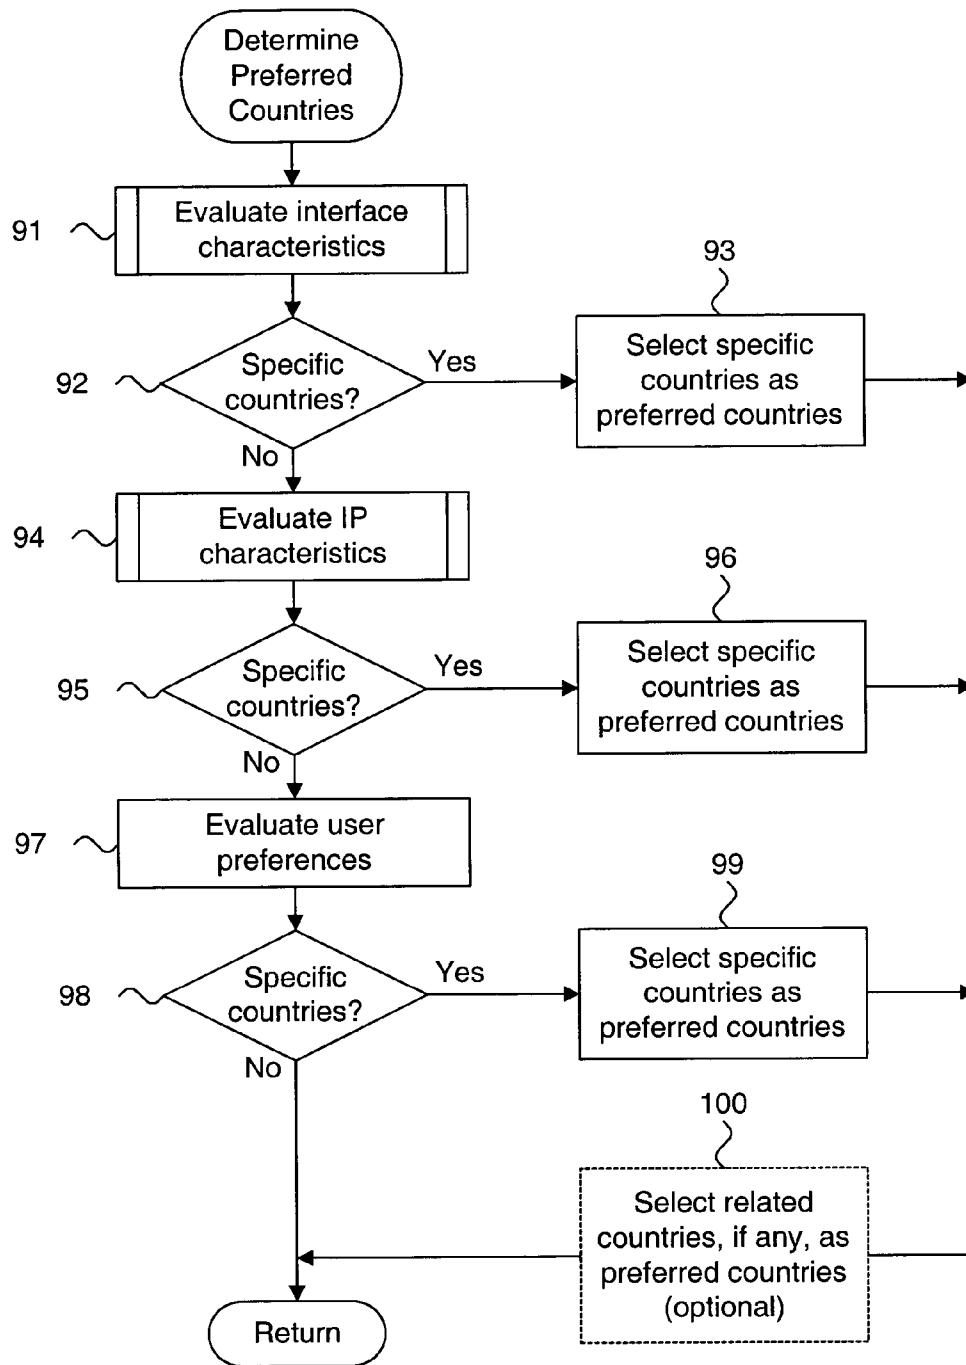 Determine
Preferred
Countries
91
Evaluate interface
characteristics
93
92
Specific
countries?
Yes
Select specific
countries as
preferred countries
No
94
Evaluate IP
characteristics
96
95
Specific
countries?
Yes
Select specific
countries as
preferred countries
No
97
Evaluate user
preferences
99
98
Specific
countries?
Yes
Select specific
countries as
preferred countries
No
100
Select related
countries, if any, as
preferred countries
(optional)
Return